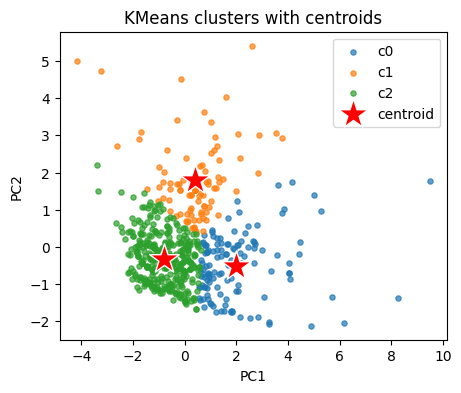 KMeans clusters with centroids
c0
c1
c2
centroid
PC2
5
4
3
2
1
0
−1
−2
−4 −2 0 2 4 6 8 10
PC1